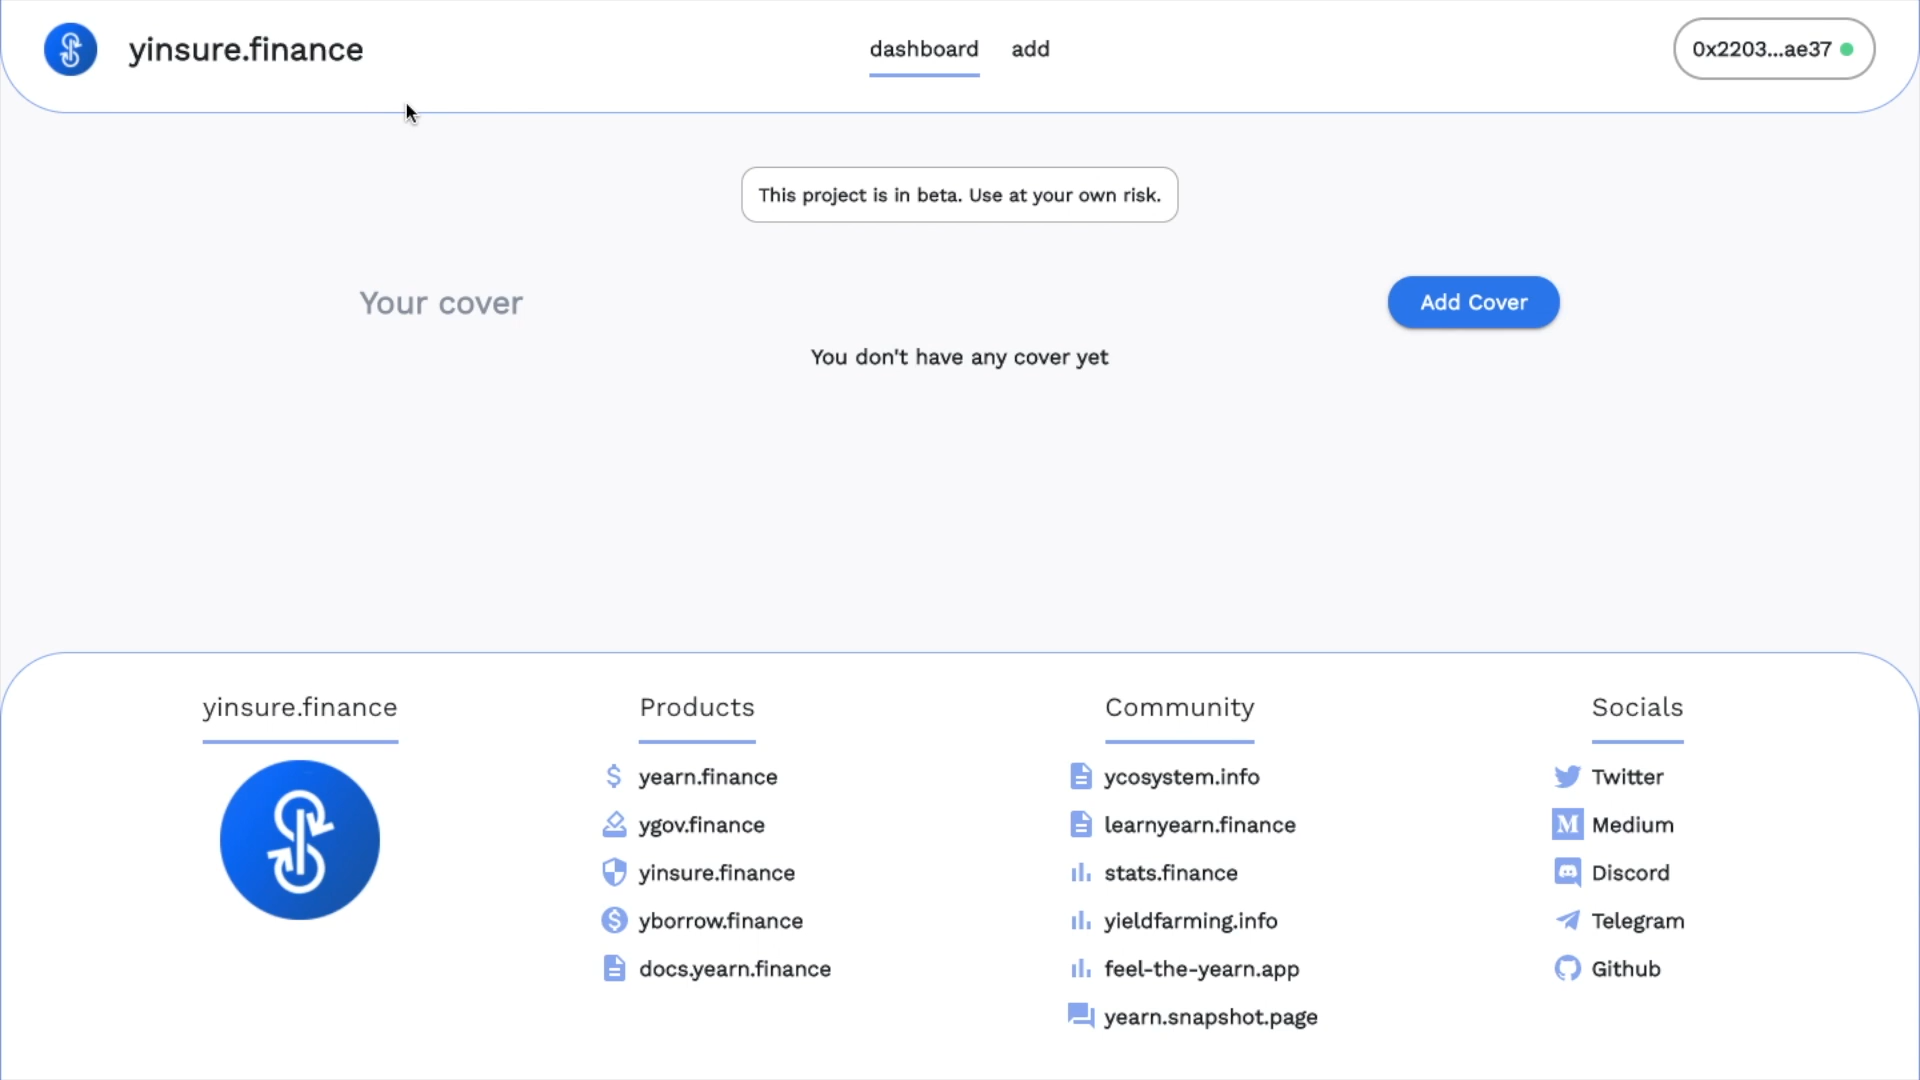 yinsure.finance
dashboard add
0x2203...ae37
This project is in beta. Use at your own risk.
Your cover
Add Cover
You don't have any cover yet
yinsure.finance
Products
yearn.finance
ygov.finance
yinsure.finance
yborrow.finance
docs.yearn.finance
Community
ycosystem.info
learnyearn.finance
stats.finance
yieldfarming.info
feel-the-yearn.app
yearn.snapshot.page
Socials
Twitter
Medium
Discord
Telegram
Github